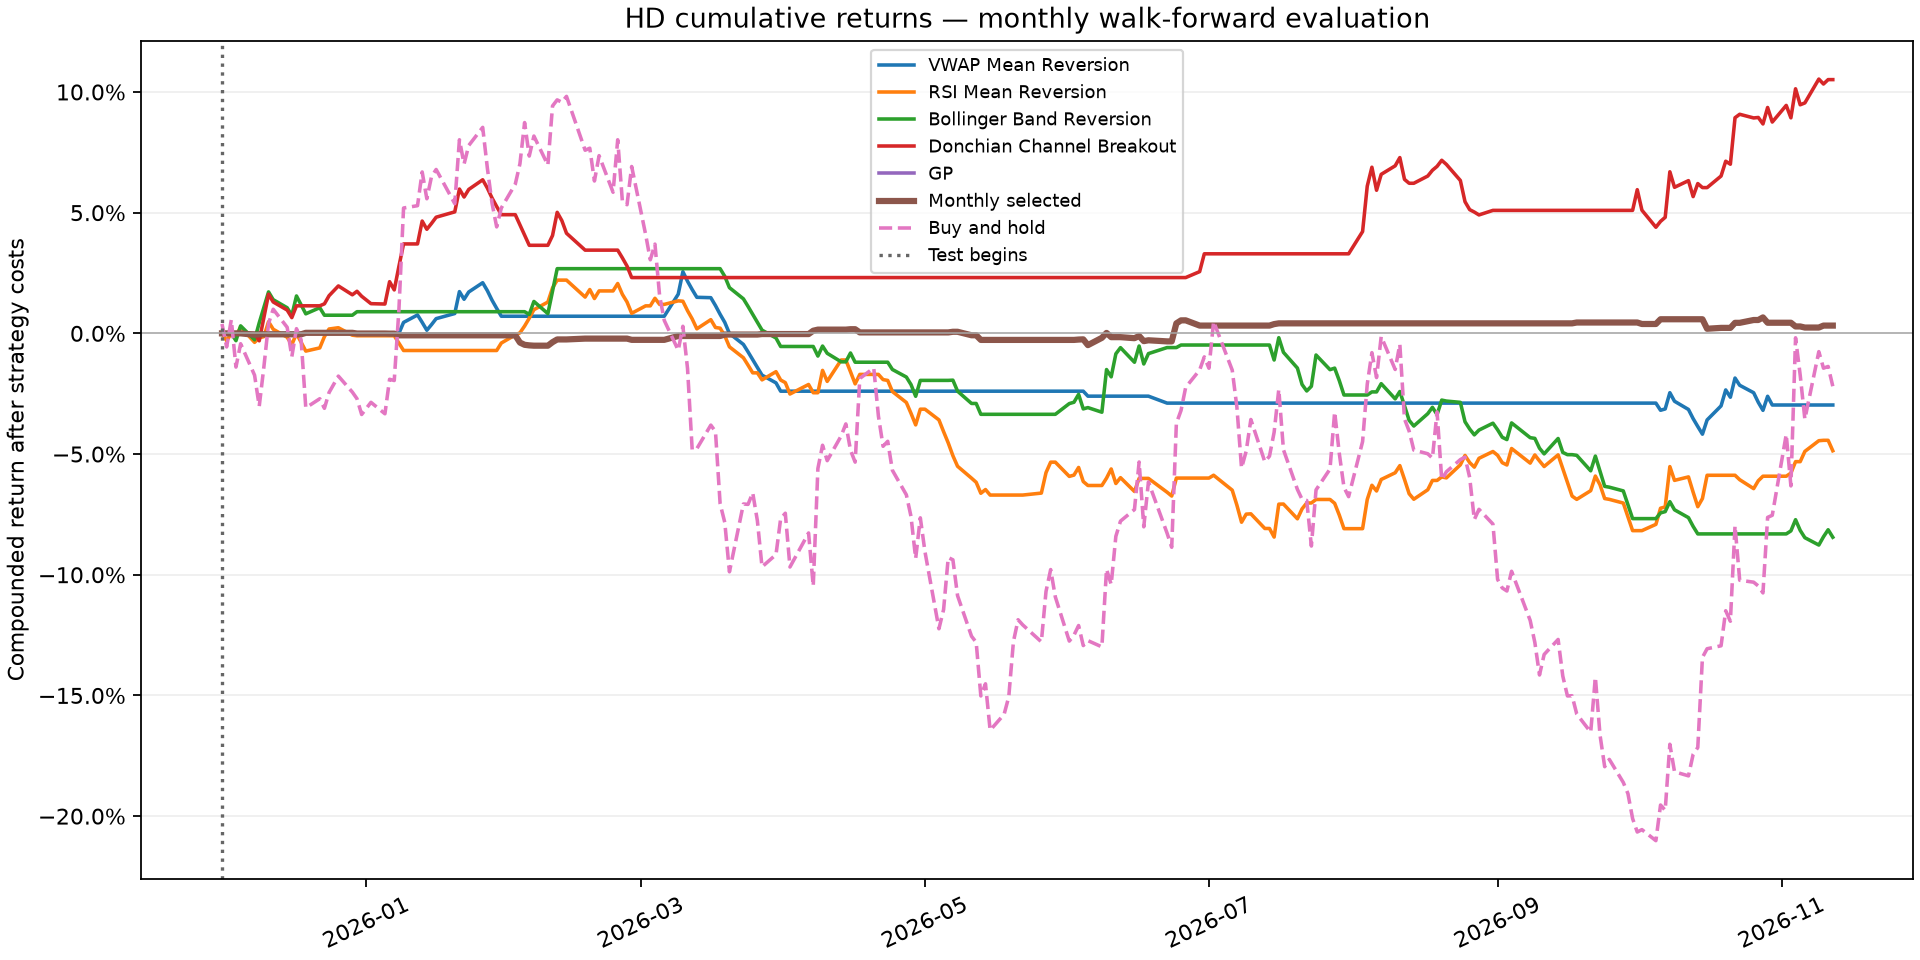 HD cumulative returns — monthly walk-forward evaluation
Compounded return after strategy costs
10.0%
5.0%
0.0%
−5.0%
−10.0%
−15.0%
−20.0%
VWAP Mean Reversion
RSI Mean Reversion
Bollinger Band Reversion
Donchian Channel Breakout
GP
Monthly selected
Buy and hold
Test begins
2026-01
2026-03
2026-05
2026-07
2026-09
2026-11